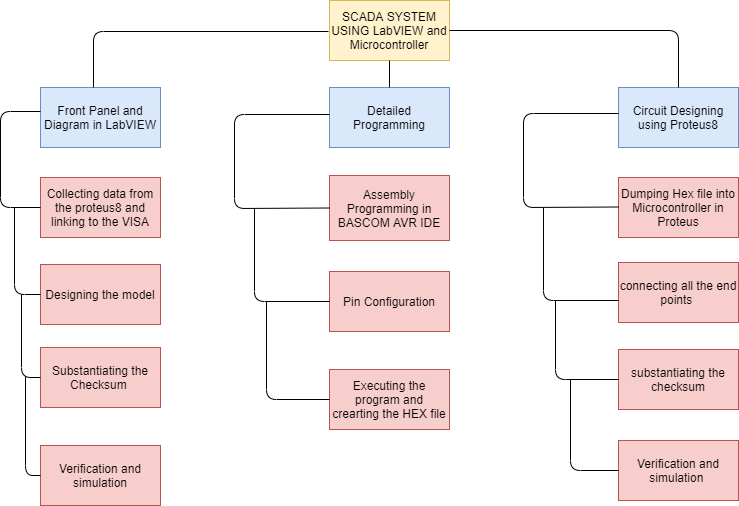 SCADA SYSTEM
USING LabVIEW and
Microcontroller
Front Panel and
Diagram in LabVIEW
Detailed
Programming
Circuit Designing
using Proteus8
Collecting data from
the proteus8 and
linking to the VISA
Assembly
Programming in
BASCOM AVR IDE
Dumping Hex file into
Microcontroller in
Proteus
Designing the model
Pin Configuration
connecting all the end
points
Substantiating the
Checksum
Executing the
program and
crearting the HEX file
substantiating the
checksum
Verification and
simulation
Verification and
simulation